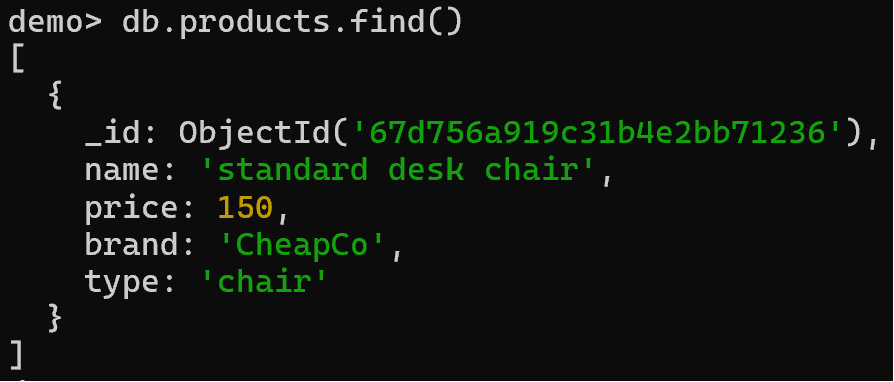 demo> db.products.find()
[
  {
    _id: ObjectId('67d756a919c31b4e2bb71236'),
    name: 'standard desk chair',
    price: 150,
    brand: 'CheapCo',
    type: 'chair'
  }
]